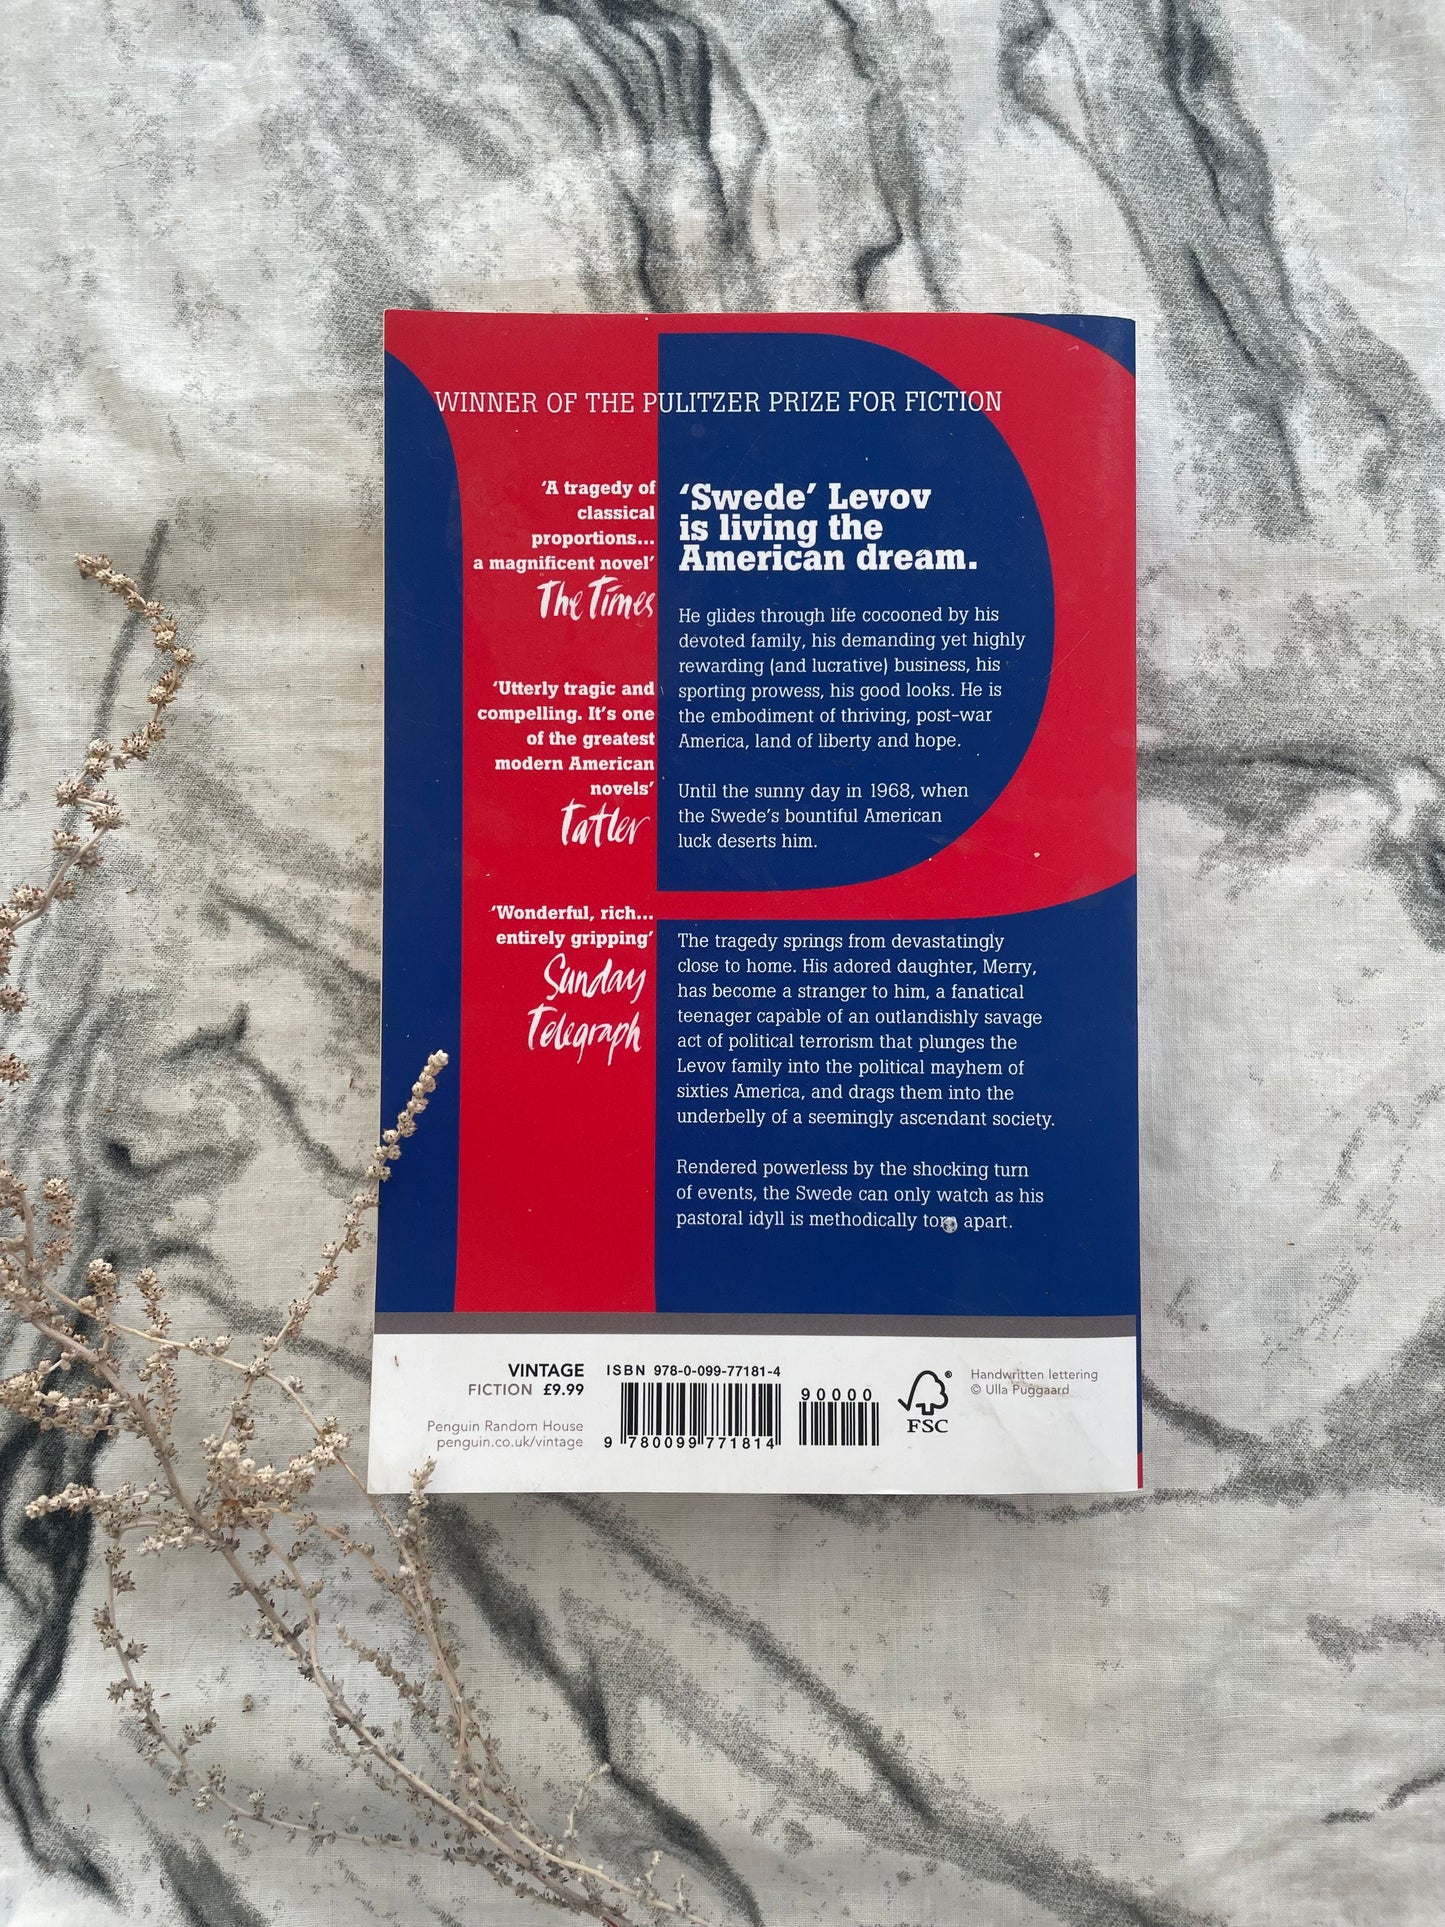 WINNER OF THE PULITZER PRIZE FOR FICTION
‘A tragedy of
classical
proportions...
a magnificent novel’
The Times
‘Utterly tragic and
compelling. It’s one
of the greatest
modern American
novels’
Tatler
‘Wonderful, rich...
entirely gripping’
Sunday
Telegraph
‘Swede’ Levov
is living the
American dream.
He glides through life cocooned by his
devoted family, his demanding yet highly
rewarding (and lucrative) business, his
sporting prowess, his good looks. He is
the embodiment of thriving, post-war
America, land of liberty and hope.
Until the sunny day in 1968, when
the Swede’s bountiful American
luck deserts him.
The tragedy springs from devastatingly
close to home. His adored daughter, Merry,
has become a stranger to him, a fanatical
teenager capable of an outlandishly savage
act of political terrorism that plunges the
Levov family into the political mayhem of
sixties America, and drags them into the
underbelly of a seemingly ascendant society.
Rendered powerless by the shocking turn
of events, the Swede can only watch as his
pastoral idyll is methodically torn apart.
VINTAGE
FICTION £9.99
Penguin Random House
penguin.co.uk/vintage
ISBN 978-0-099-77181-4
9 780099 771814
90000
FSC
®
Handwritten lettering
© Ulla Puggaard